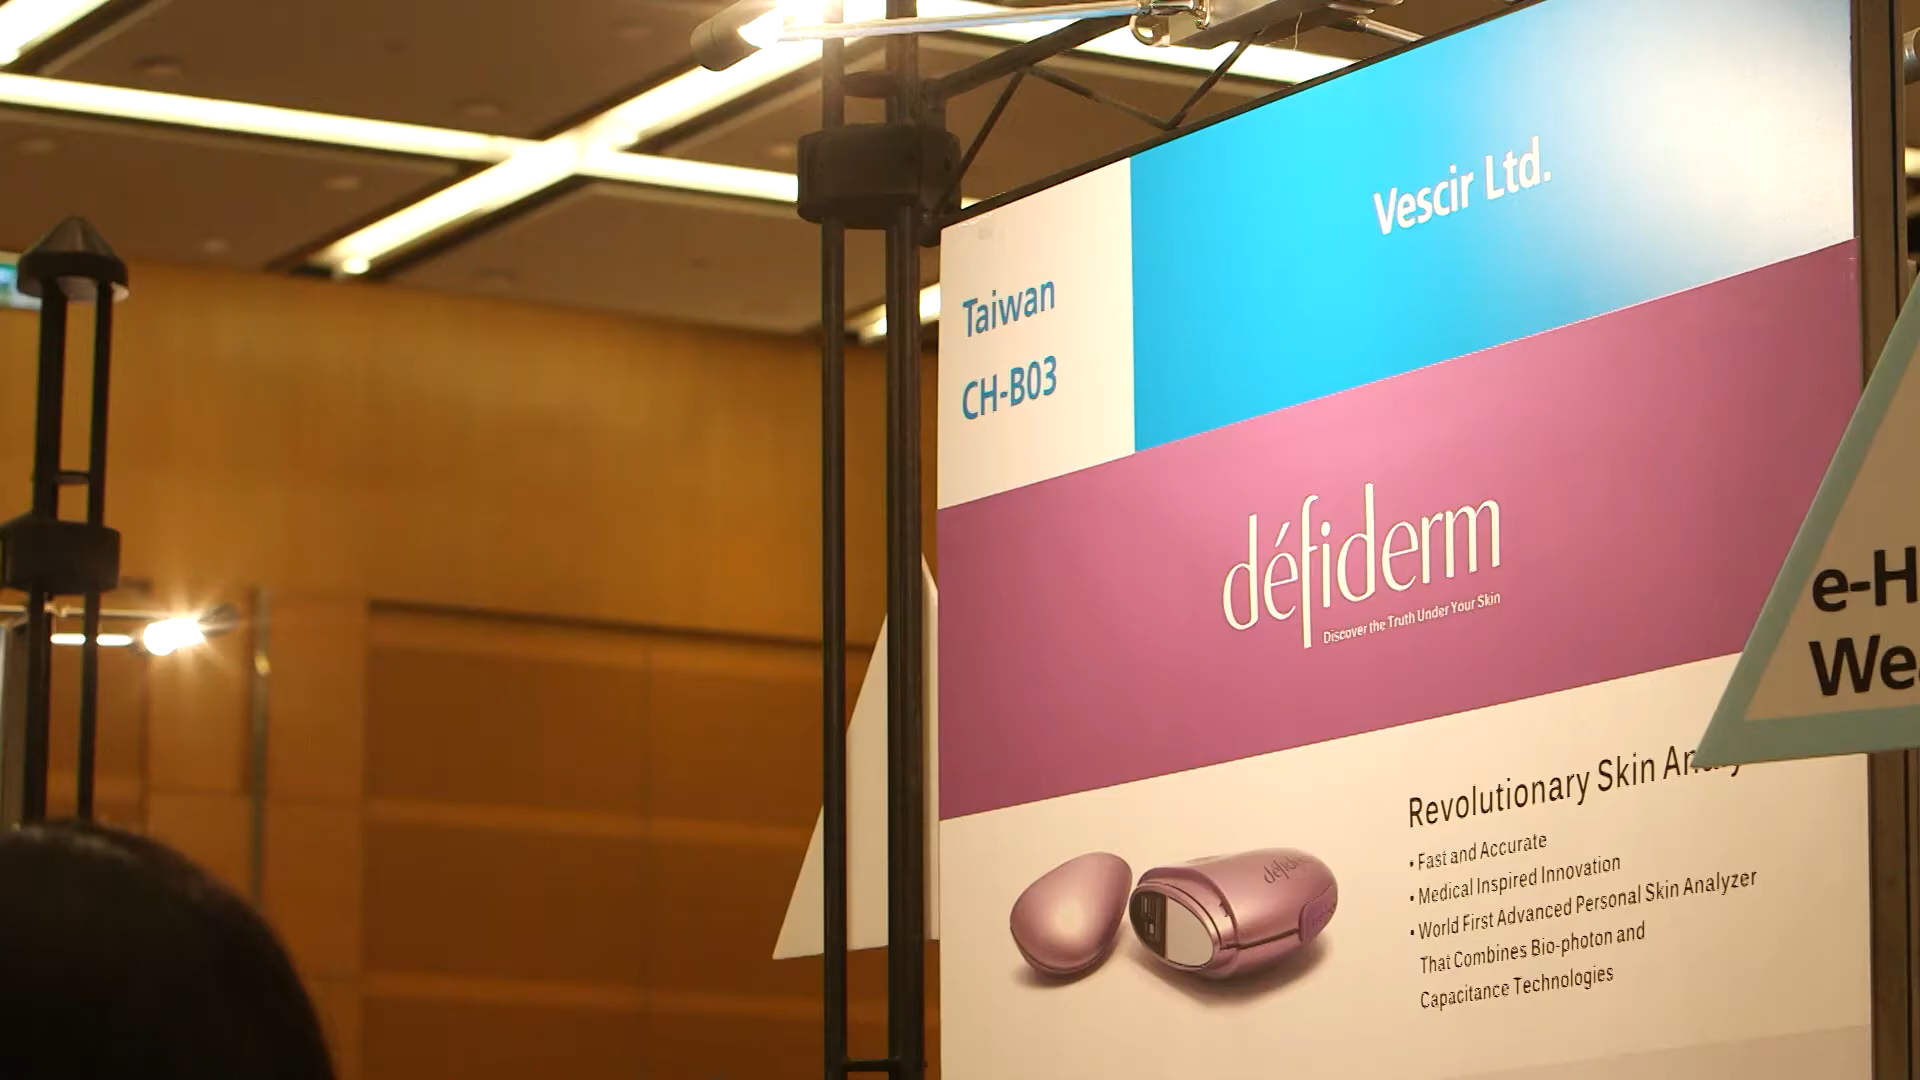 Vescir Ltd.
Taiwan
CH-B03
défiderm
Discover the Truth Under Your Skin
e-H
We
Revolutionary Skin
• Fast and Accurate
• Medical Inspired Innovation
• World First Advanced Personal Skin Analyzer
That Combines Bio-photon and
Capacitance Technologies